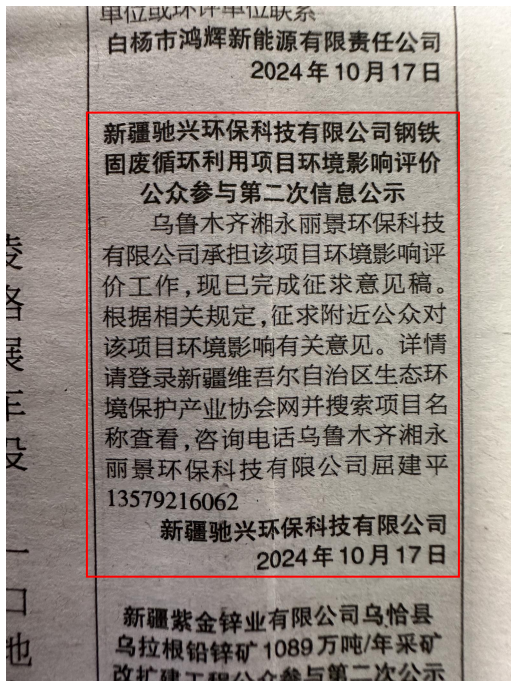 单位或环评单位联系
白杨市鸿辉新能源有限责任公司
2024年10月17日
新疆驰兴环保科技有限公司钢铁
固废循环利用项目环境影响评价
公众参与第二次信息公示
乌鲁木齐湘永丽景环保科技
有限公司承担该项目环境影响评
价工作，现已完成征求意见稿。
根据相关规定，征求附近公众对
该项目环境影响有关意见。详情
请登录新疆维吾尔自治区生态环
境保护产业协会网并搜索项目名
称查看，咨询电话乌鲁木齐湘永
丽景环保科技有限公司屈建平
13579216062
新疆驰兴环保科技有限公司
2024年10月17日
新疆紫金锌业有限公司乌恰县
乌拉根铅锌矿1089万吨/年采矿
改扩建工程公众参与第二次公示